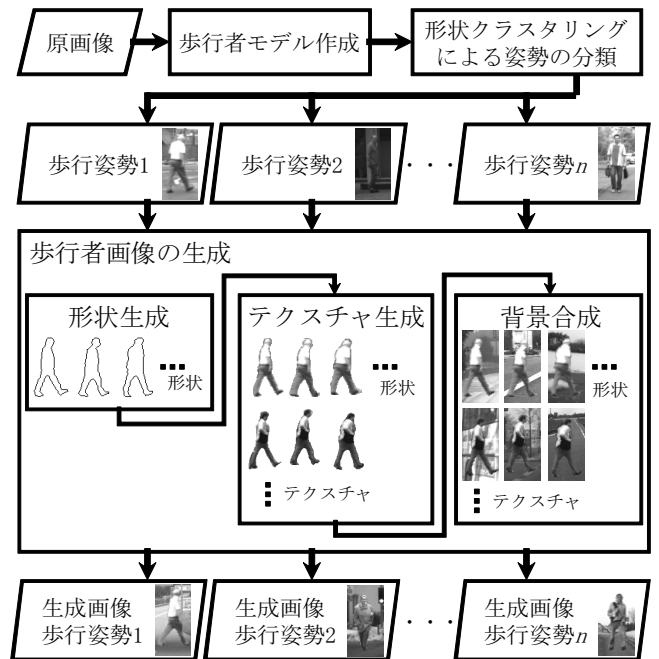 原画像
歩行者モデル作成
形状クラスタリング
による姿勢の分類
歩行姿勢1
歩行姿勢2
・・・
歩行姿勢n
歩行者画像の生成
形状生成
形状
テクスチャ生成
形状
テクスチャ
背景合成
形状
テクスチャ
生成画像
歩行姿勢1
生成画像
歩行姿勢2
・・・
生成画像
歩行姿勢n